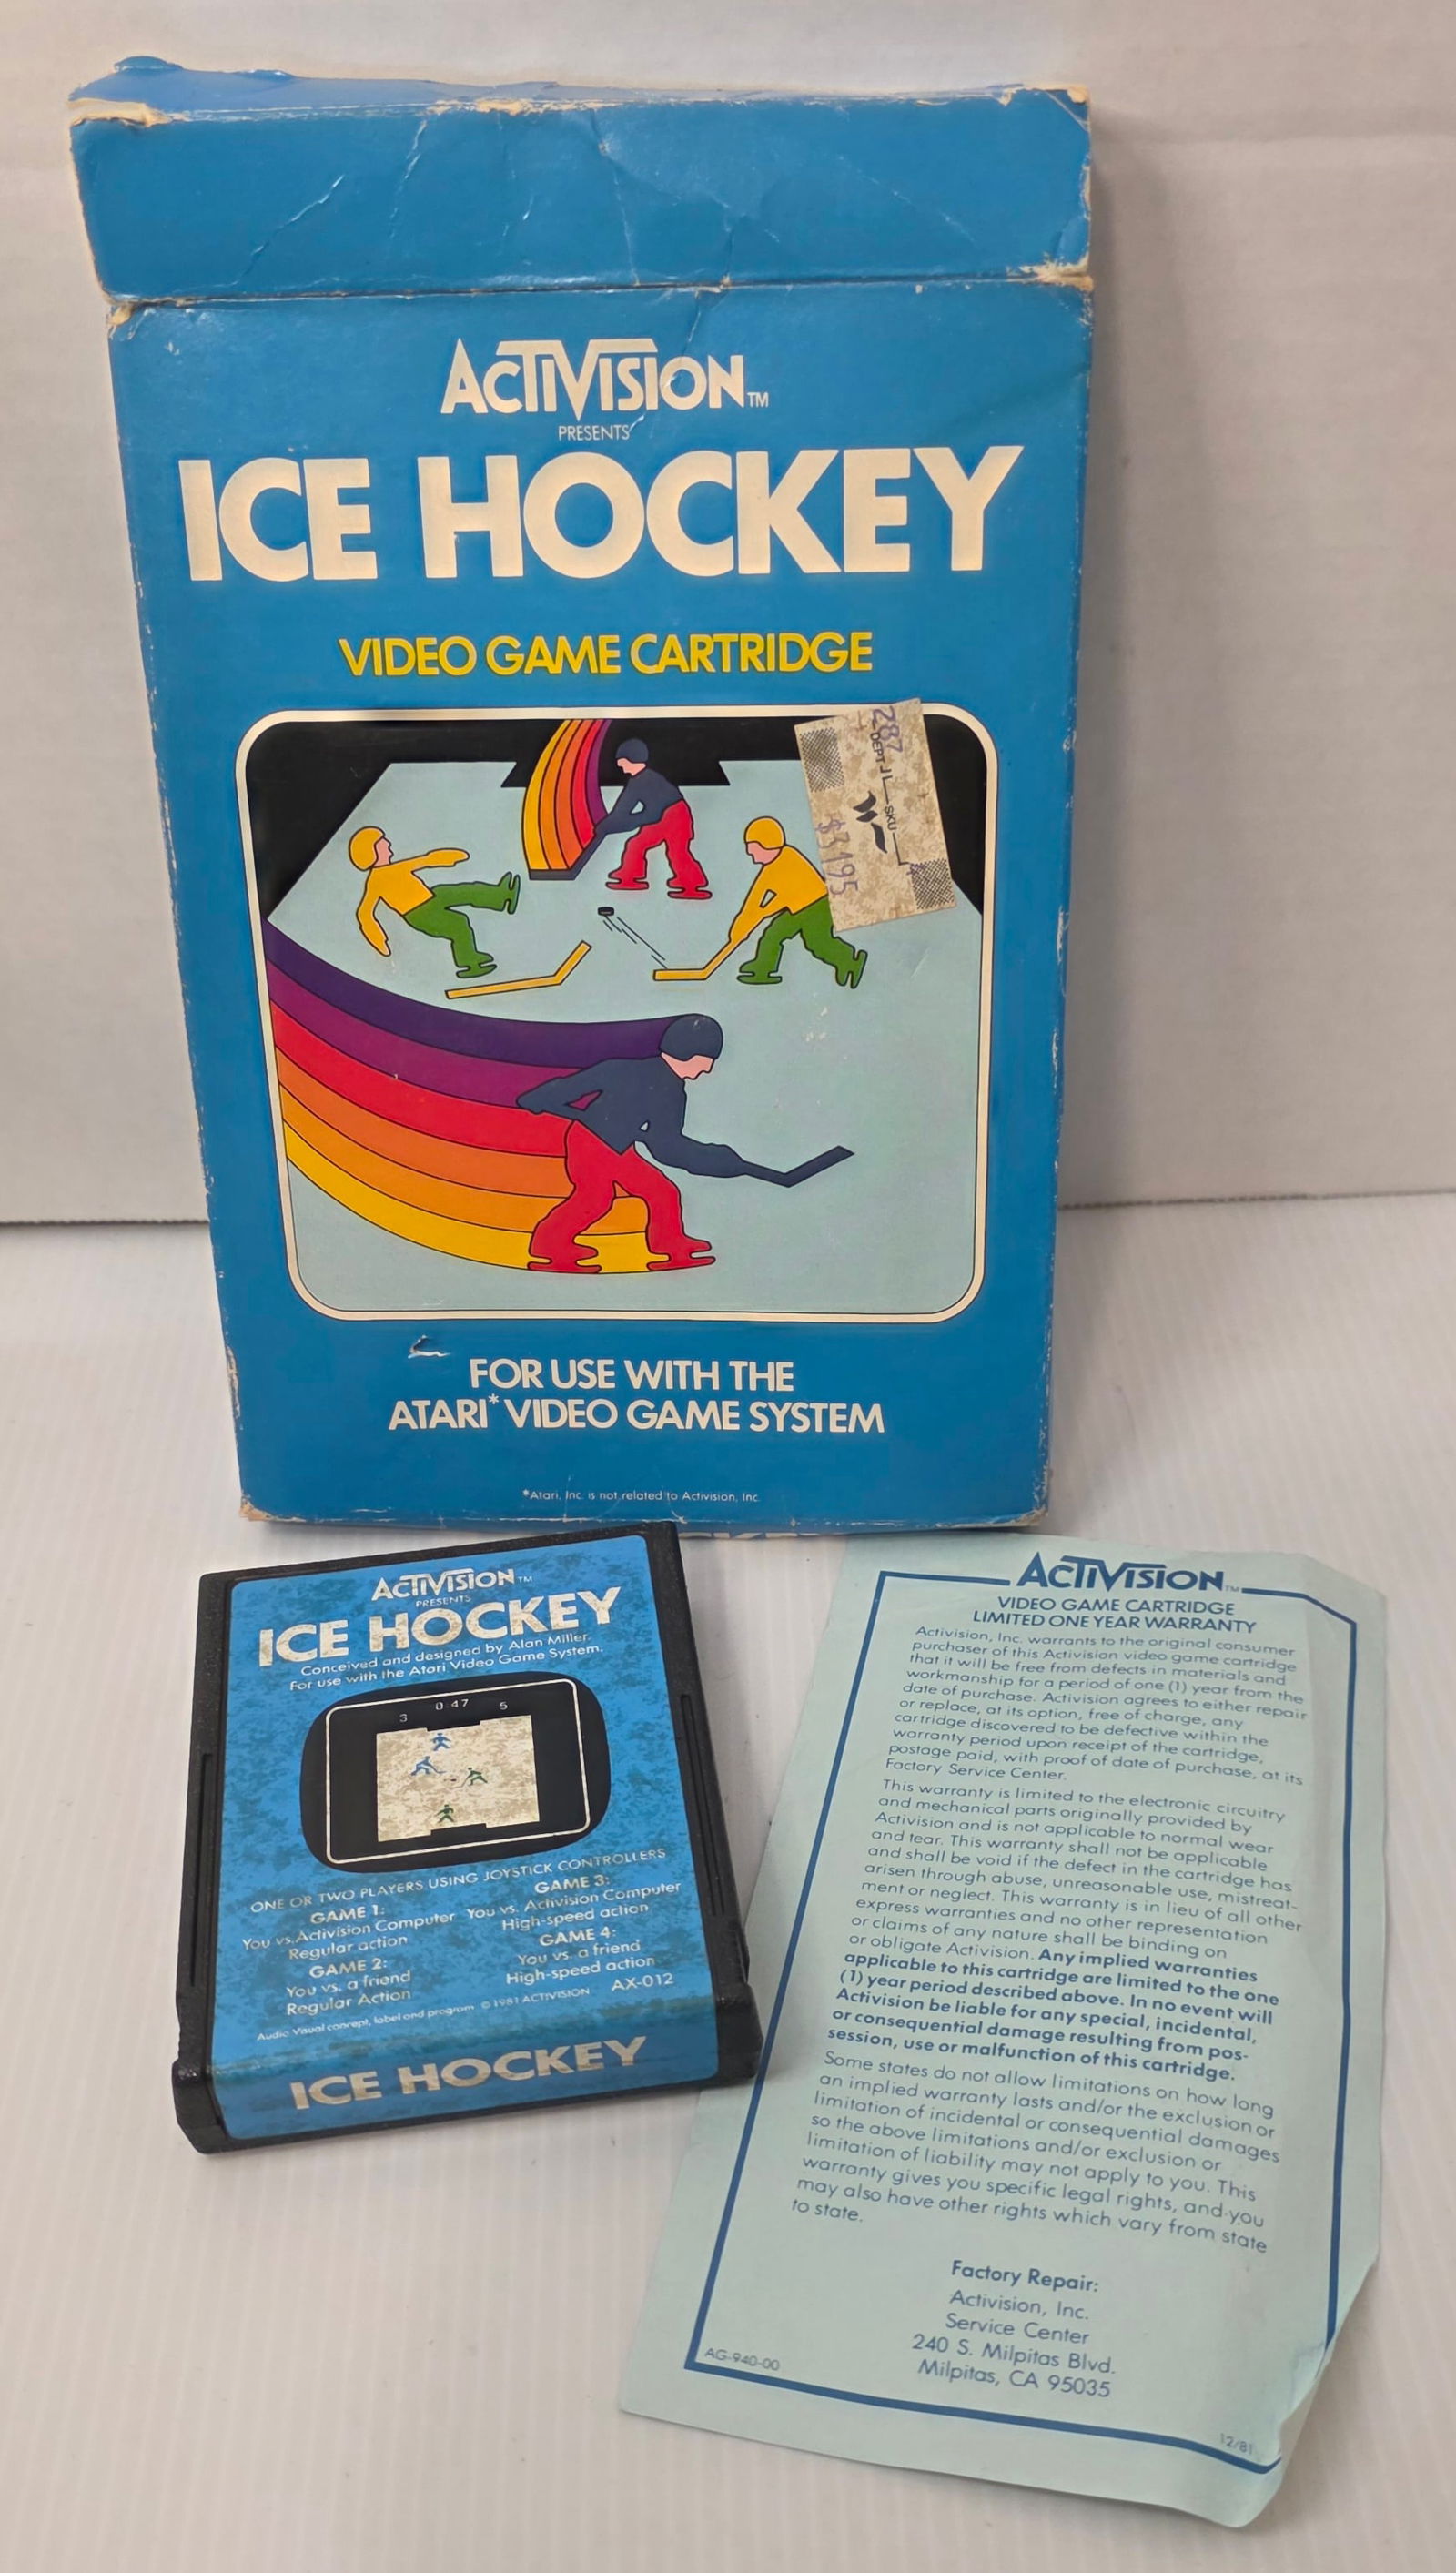 ACTIVISION™
PRESENTS
ICE HOCKEY
VIDEO GAME CARTRIDGE
287
DEPT JL
SKU
$3195
FOR USE WITH THE
ATARI* VIDEO GAME SYSTEM
*Atari, Inc. is not related to Activision, Inc.
ACTIVISION™
PRESENTS
ICE HOCKEY
Conceived and designed by Alan Miller.
For use with the Atari Video Game System.
0:47
3 5
ONE OR TWO PLAYERS USING JOYSTICK CONTROLLERS
GAME 1:
You vs. Activision Computer
Regular action
GAME 2:
You vs. a friend
Regular Action
GAME 3:
You vs. Activision Computer
High-speed action
GAME 4:
You vs. a friend
High-speed action
AX-012
Audio Visual concept, label and program © 1981 ACTIVISION
ICE HOCKEY
ACTIVISION™
VIDEO GAME CARTRIDGE
LIMITED ONE YEAR WARRANTY
Activision, Inc. warrants to the original consumer
purchaser of this Activision video game cartridge
that it will be free from defects in materials and
workmanship for a period of one (1) year from the
date of purchase. Activision agrees to either repair
or replace, at its option, free of charge, any
cartridge discovered to be defective within the
warranty period upon receipt of the cartridge,
postage paid, with proof of date of purchase, at its
Factory Service Center.
This warranty is limited to the electronic circuitry
and mechanical parts originally provided by
Activision and is not applicable to normal wear
and tear. This warranty shall not be applicable
and shall be void if the defect in the cartridge has
arisen through abuse, unreasonable use, mistreat-
ment or neglect. This warranty is in lieu of all other
express warranties and no other representation
or claims of any nature shall be binding on
or obligate Activision. Any implied warranties
applicable to this cartridge are limited to the one
(1) year period described above. In no event will
Activision be liable for any special, incidental,
or consequential damage resulting from pos-
session, use or malfunction of this cartridge.
Some states do not allow limitations on how long
an implied warranty lasts and/or the exclusion or
limitation of incidental or consequential damages
so the above limitations and/or exclusion or
limitation of liability may not apply to you. This
warranty gives you specific legal rights, and you
may also have other rights which vary from state
to state.
Factory Repair:
Activision, Inc.
Service Center
240 S. Milpitas Blvd.
Milpitas, CA 95035
AG-940-00
12/81